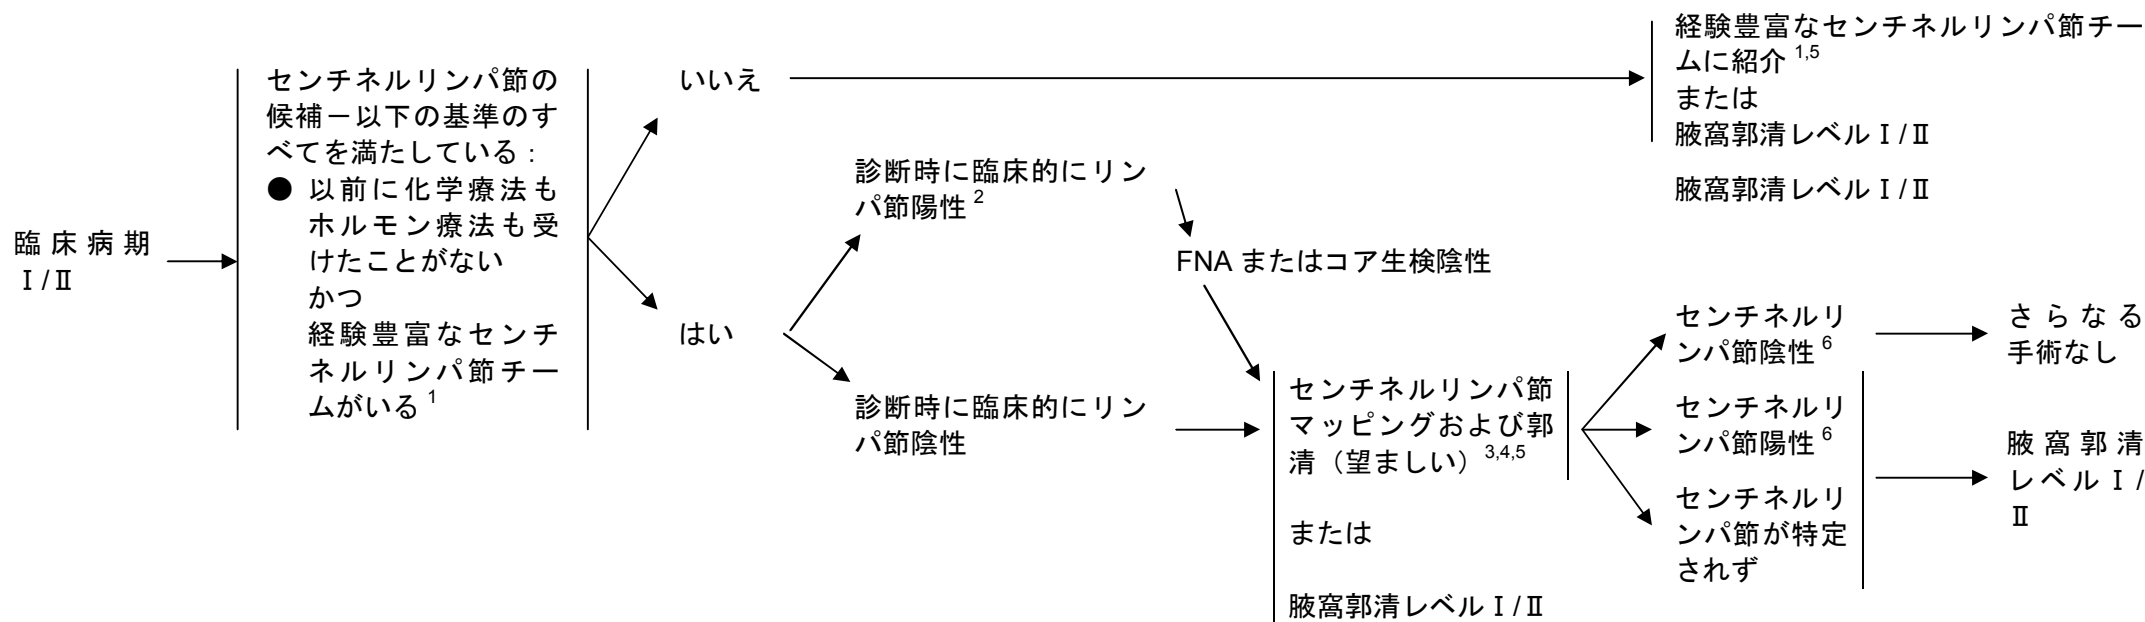 臨床病期
Ⅰ/Ⅱ
センチネルリンパ節の
候補－以下の基準のす
べてを満たしている：
● 以前に化学療法も
ホルモン療法も受
けたことがない
かつ
経験豊富なセンチ
ネルリンパ節チー
ムがいる 1
いいえ
はい
診断時に臨床的にリン
パ節陽性 2
診断時に臨床的にリン
パ節陰性
FNA またはコア生検陰性
経験豊富なセンチネルリンパ節チー
ムに紹介 1,5
または
腋窩郭清レベルⅠ/Ⅱ
腋窩郭清レベルⅠ/Ⅱ
センチネルリンパ節
マッピングおよび郭
清（望ましい）3,4,5
または
腋窩郭清レベルⅠ/Ⅱ
センチネルリ
ンパ節陰性 6
センチネルリ
ンパ節陽性 6
センチネルリ
ンパ節が特定
されず
さらなる
手術なし
腋窩郭清
レベルⅠ/
Ⅱ